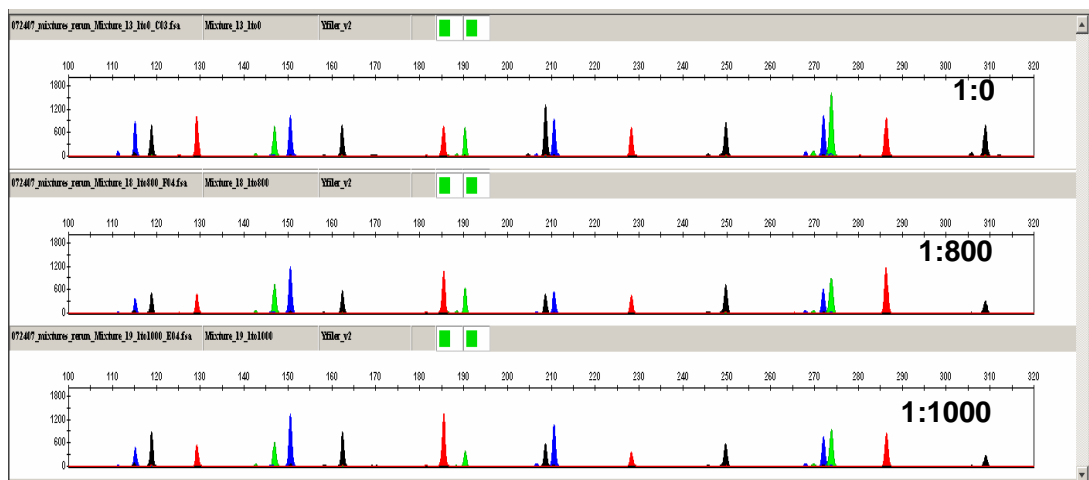 072407_mixtures_rerun_Mixture_13_1to0_C03.fsa Mixture_13_1to0 Yfiler_v2
100 110 120 130 140 150 160 170 180 190 200 210 220 230 240 250 260 270 280 290 300 310 320
1800
1200
600
0
1:0
072407_mixtures_rerun_Mixture_18_1to800_F04.fsa Mixture_18_1to800 Yfiler_v2
100 110 120 130 140 150 160 170 180 190 200 210 220 230 240 250 260 270 280 290 300 310 320
1800
1200
600
0
1:800
072407_mixtures_rerun_Mixture_19_1to1000_E04.fsa Mixture_19_1to1000 Yfiler_v2
100 110 120 130 140 150 160 170 180 190 200 210 220 230 240 250 260 270 280 290 300 310 320
1800
1200
600
0
1:1000